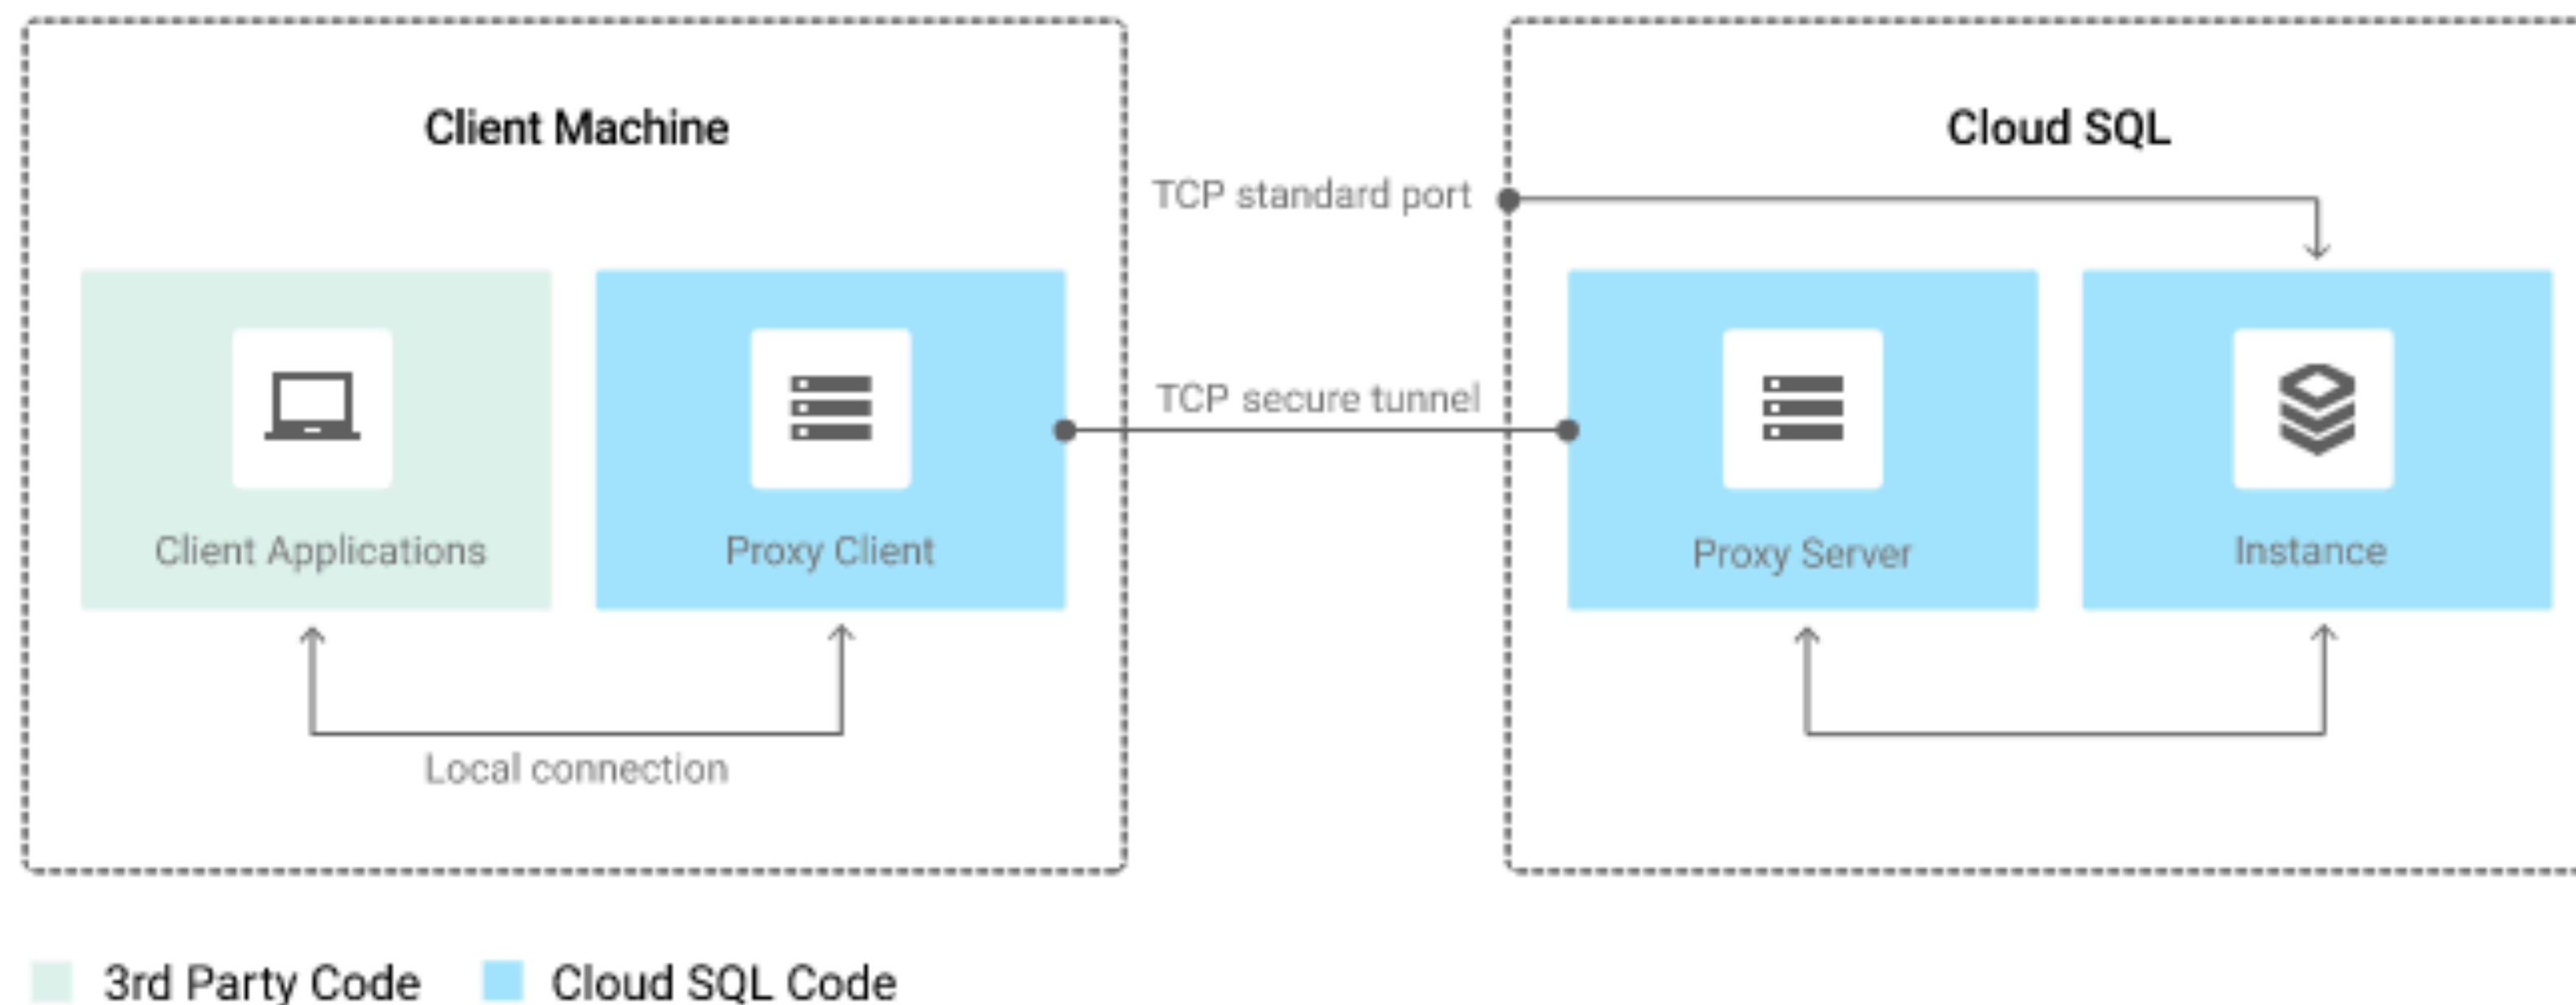 Client Machine
Cloud SQL
TCP standard port
TCP secure tunnel
Client Applications
Proxy Client
Proxy Server
Instance
Local connection
3rd Party Code
Cloud SQL Code